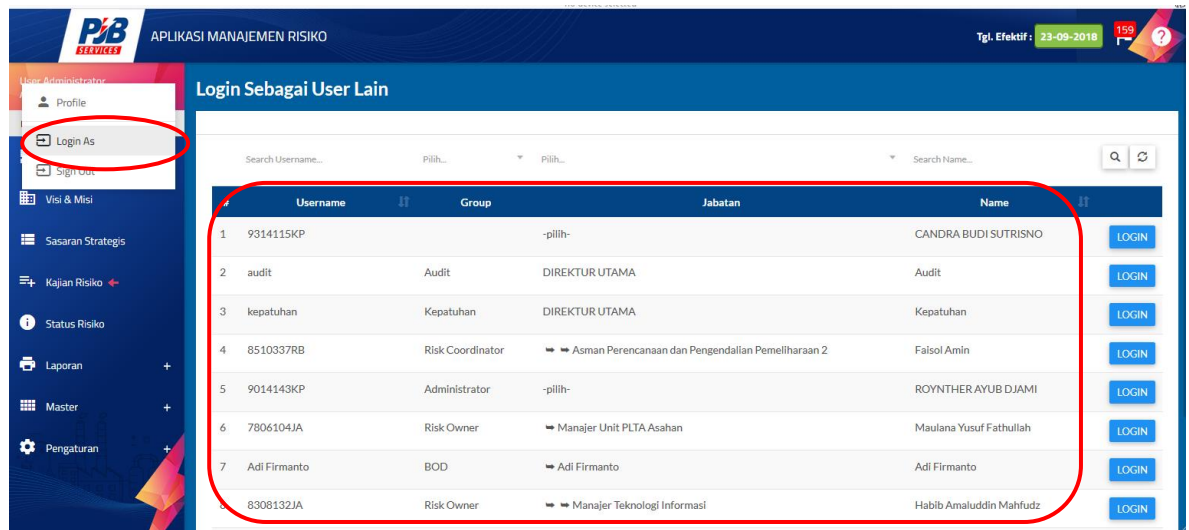 PJB
SERVICES
APLIKASI MANAJEMEN RISIKO
Tgl. Efektif : 23-09-2018
159
?
User Administrator
Profile
Login As
Sign Out
Visi & Misi
Sasaran Strategis
Kajian Risiko
Status Risiko
Laporan +
Master +
Pengaturan +
Login Sebagai User Lain
Search Username... Pilih... Pilih... Search Name...
# Username Group Jabatan Name
1 9314115KP -pilih- CANDRA BUDI SUTRISNO LOGIN
2 audit Audit DIREKTUR UTAMA Audit LOGIN
3 kepatuhan Kepatuhan DIREKTUR UTAMA Kepatuhan LOGIN
4 8510337RB Risk Coordinator ➥ ➥ Asman Perencanaan dan Pengendalian Pemeliharaan 2 Faisol Amin LOGIN
5 9014143KP Administrator -pilih- ROYNTHER AYUB DJAMI LOGIN
6 7806104JA Risk Owner ➥ Manajer Unit PLTA Asahan Maulana Yusuf Fathullah LOGIN
7 Adi Firmanto BOD ➥ Adi Firmanto Adi Firmanto LOGIN
8 8308132JA Risk Owner ➥ ➥ Manajer Teknologi Informasi Habib Amaluddin Mahfudz LOGIN